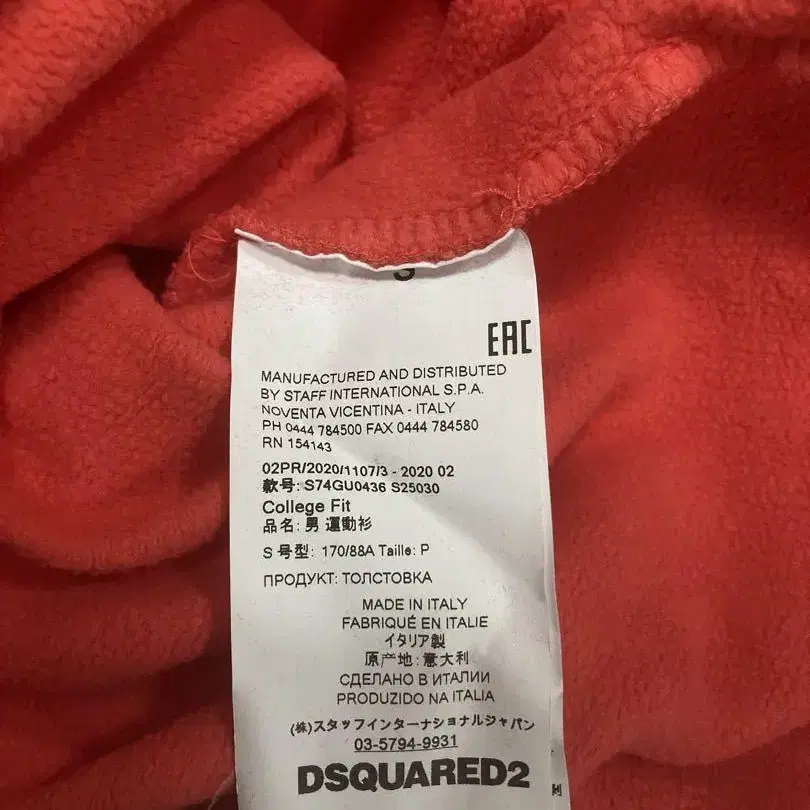 S
EAC
MANUFACTURED AND DISTRIBUTED
BY STAFF INTERNATIONAL S.P.A.
NOVENTA VICENTINA - ITALY
PH 0444 784500 FAX 0444 784580
RN 154143
02PR/2020/1107/3 - 2020 02
款号: S74GU0436 S25030
College Fit
品名: 男 運動衫
S 号型: 170/88A Taille: P
ПРОДУКТ: ТОЛСТОВКА
MADE IN ITALY
FABRIQUÉ EN ITALIE
イタリア製
原产地: 意大利
СДЕЛАНО В ИТАЛИИ
PRODUZIDO NA ITALIA
(株)スタッフインターナショナルジャパン
03-5794-9931
DSQUARED2